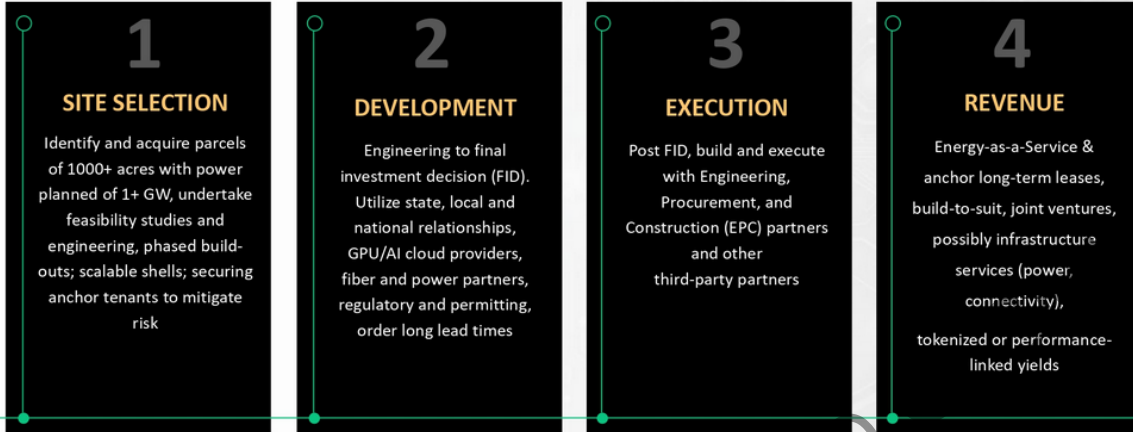 1
SITE SELECTION
Identify and acquire parcels
of 1000+ acres with power
planned of 1+ GW, undertake
feasibility studies and
engineering, phased build-
outs; scalable shells; securing
anchor tenants to mitigate
risk
2
DEVELOPMENT
Engineering to final
investment decision (FID).
Utilize state, local and
national relationships,
GPU/AI cloud providers,
fiber and power partners,
regulatory and permitting,
order long lead times
3
EXECUTION
Post FID, build and execute
with Engineering,
Procurement, and
Construction (EPC) partners
and other
third-party partners
4
REVENUE
Energy-as-a-Service &
anchor long-term leases,
build-to-suit, joint ventures,
possibly infrastructure
services (power,
connectivity),
tokenized or performance-
linked yields